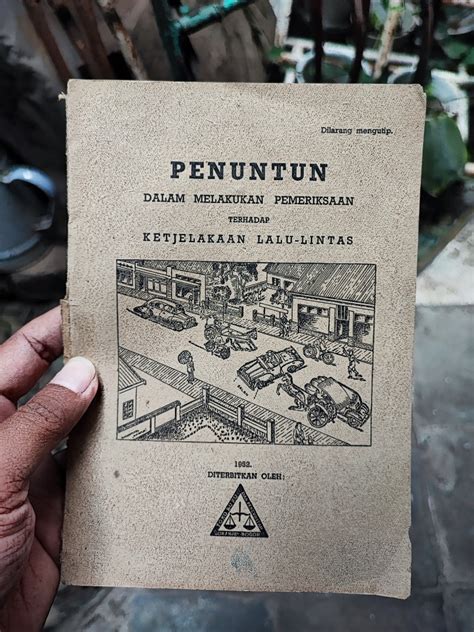 Dilarang mengutip.
PENUNTUN
DALAM MELAKUKAN PEMERIKSAAN
TERHADAP
KETJELAKAAN LALU-LINTAS
1952.
DITERBITKAN OLEH: